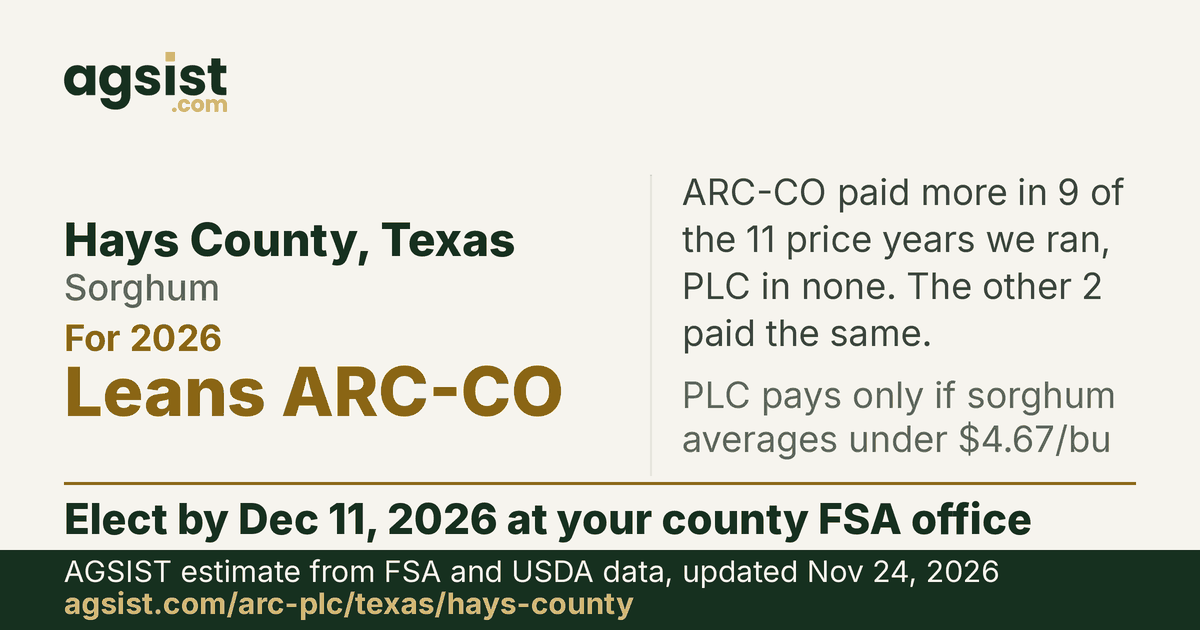 agsist
.com
Hays County, Texas
Sorghum
For 2026
Leans ARC-CO
ARC-CO paid more in 9 of
the 11 price years we ran,
PLC in none. The other 2
paid the same.
PLC pays only if sorghum
averages under $4.67/bu
Elect by Dec 11, 2026 at your county FSA office
AGSIST estimate from FSA and USDA data, updated Nov 24, 2026
agsist.com/arc-plc/texas/hays-county